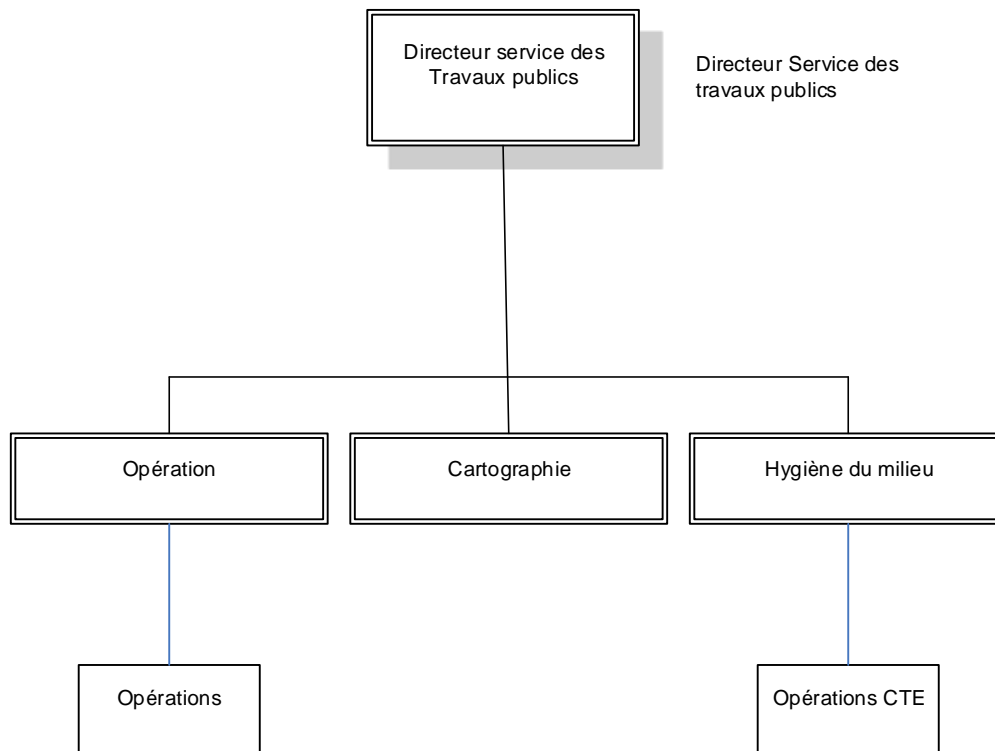 Directeur service des
Travaux publics
Directeur Service des
travaux publics
Opération
Cartographie
Hygiène du milieu
Opérations
Opérations CTE